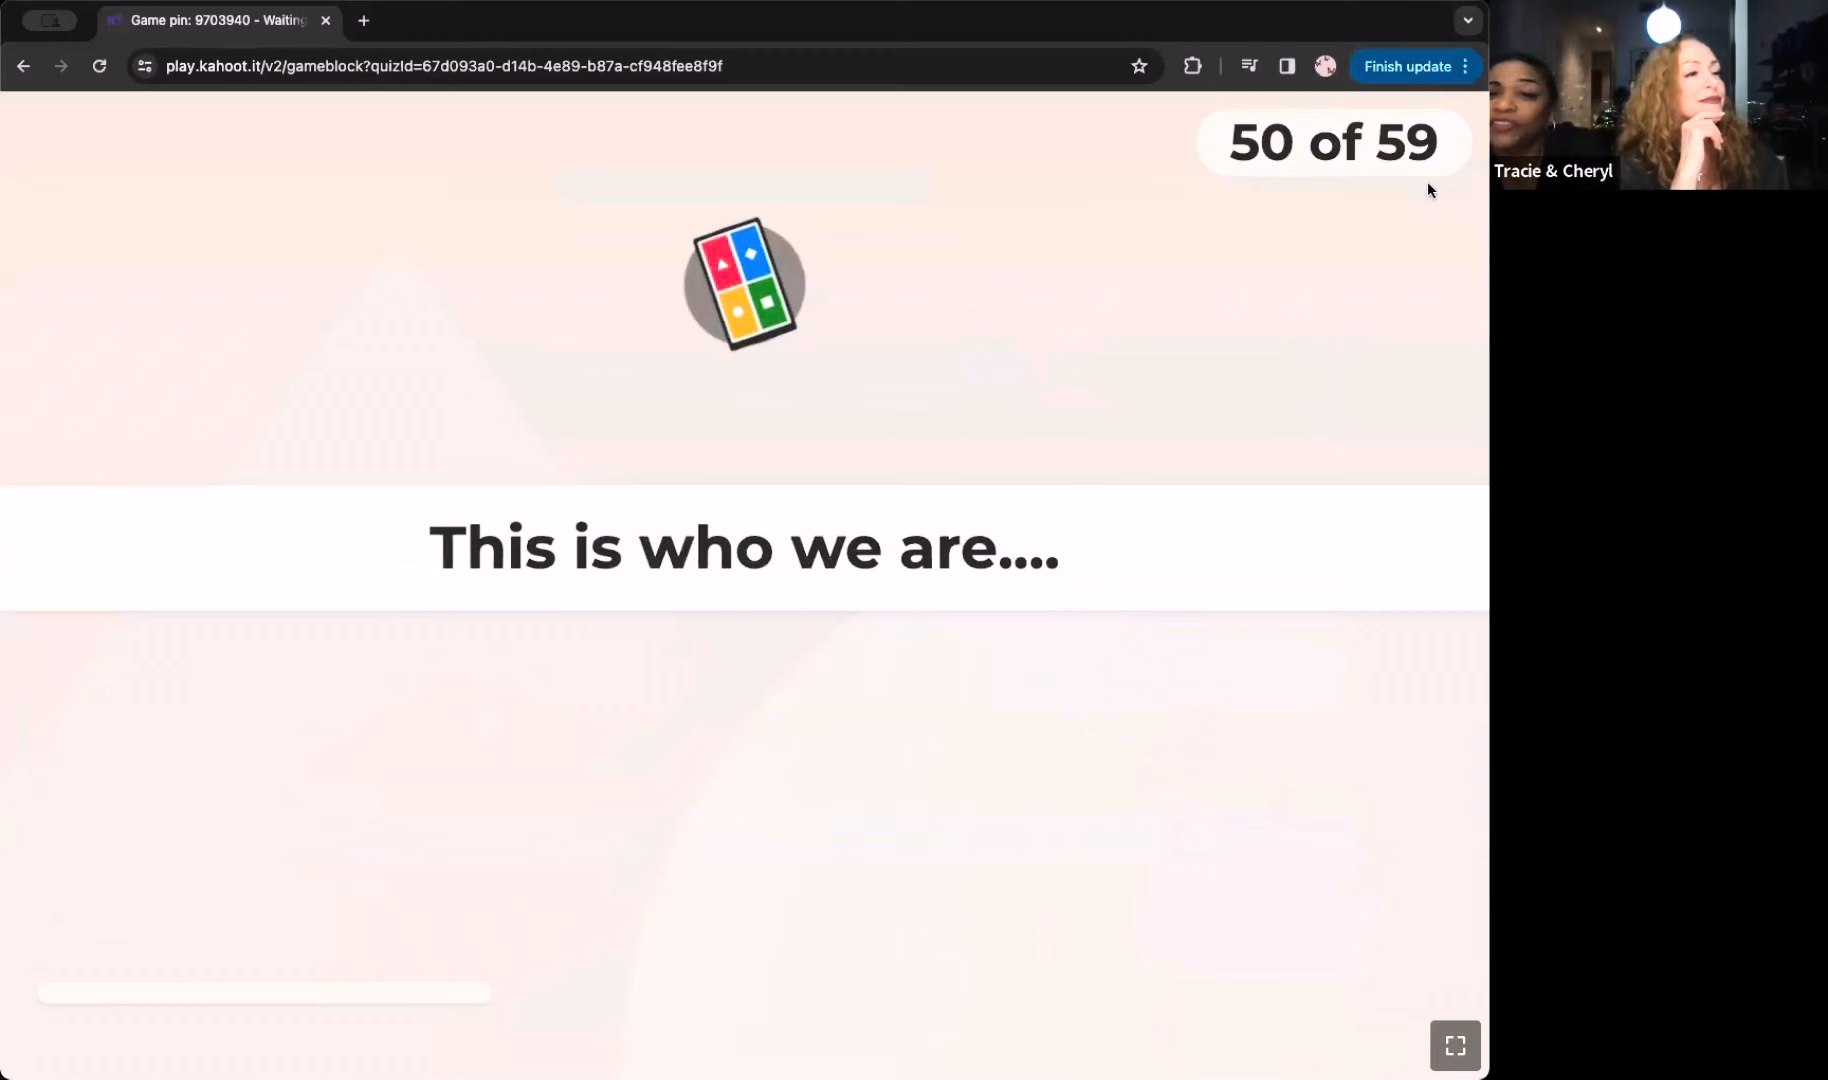 Game pin: 9703940 - Waiting
play.kahoot.it/v2/gameblock?quizId=67d093a0-d14b-4e89-b87a-cf948fee8f9f
Finish update
50 of 59
Tracie & Cheryl
This is who we are....